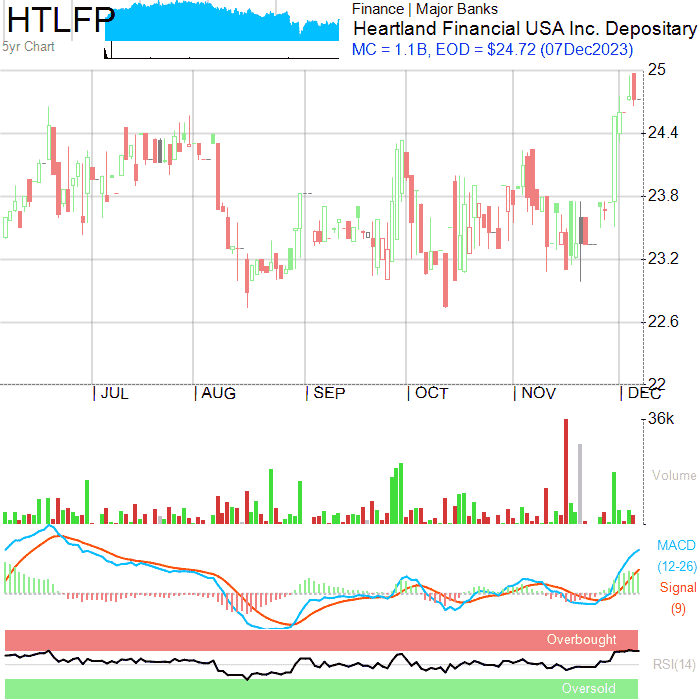 HTLFP
5yr Chart
Finance | Major Banks
Heartland Financial USA Inc. Depositary
MC = 1.1B, EOD = $24.72 (07Dec2023)
25
24.4
23.8
23.2
22.6
22
JUL
AUG
SEP
OCT
NOV
DEC
36k
Volume
MACD
(12-26)
Signal
(9)
Overbought
RSI(14)
Oversold